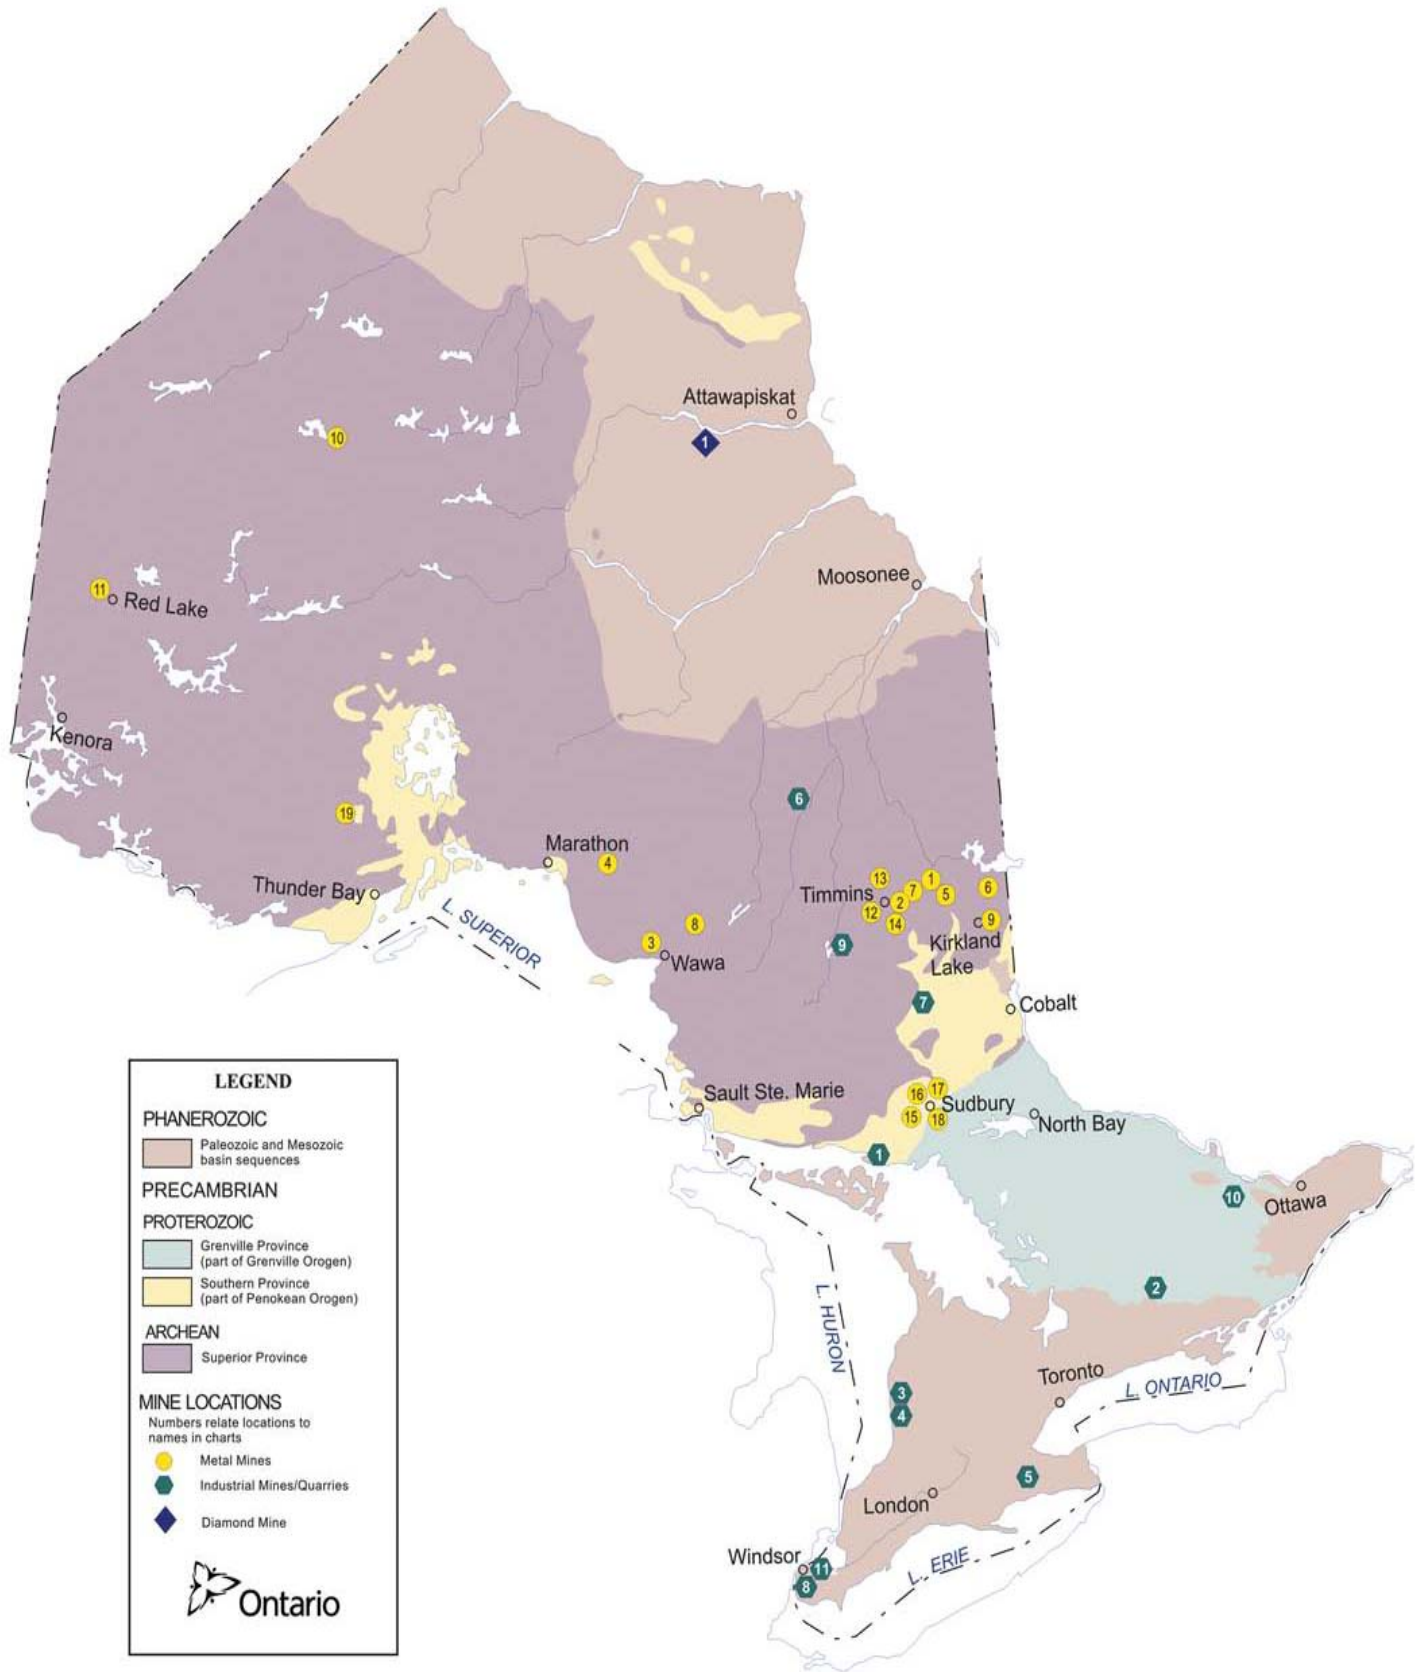 Attawapiskat
1
10
Moosonee
11
Red Lake
Kenora
6
19
Marathon
4
Thunder Bay
L. SUPERIOR
13
1
6
Timmins
7
5
2
12
14
9
8
3
Wawa
9
Kirkland
Lake
7
Cobalt
Sault Ste. Marie
16
17
Sudbury
15
18
North Bay
1
10
Ottawa
2
L. HURON
3
4
Toronto
L. ONTARIO
5
London
Windsor
11
8
L. ERIE
LEGEND
PHANEROZOIC
Paleozoic and Mesozoic
basin sequences
PRECAMBRIAN
PROTEROZOIC
Grenville Province
(part of Grenville Orogen)
Southern Province
(part of Penokean Orogen)
ARCHEAN
Superior Province
MINE LOCATIONS
Numbers relate locations to
names in charts
Metal Mines
Industrial Mines/Quarries
Diamond Mine
Ontario